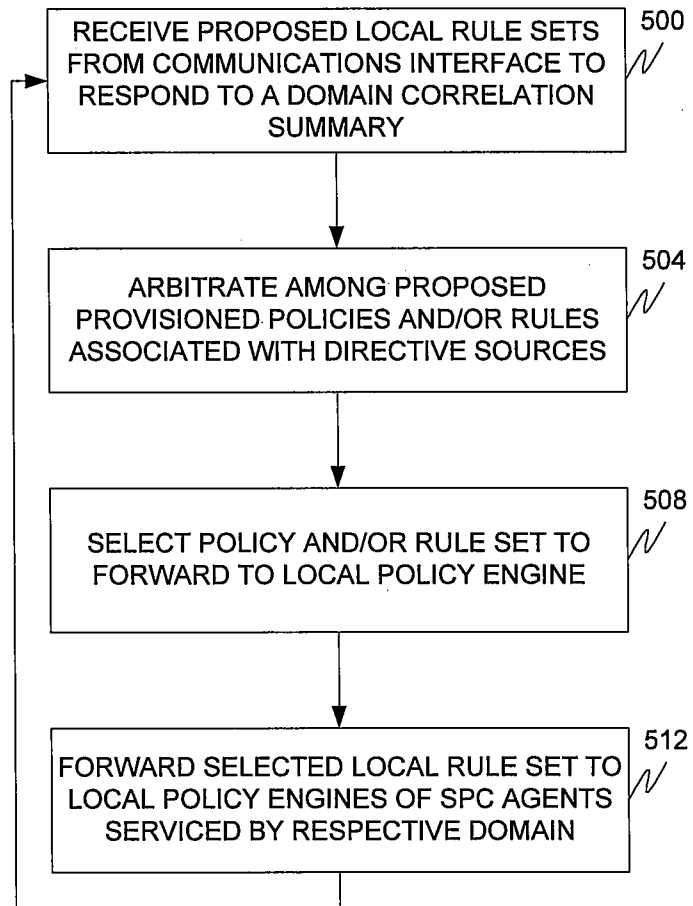 RECEIVE PROPOSED LOCAL RULE SETS
FROM COMMUNICATIONS INTERFACE TO
RESPOND TO A DOMAIN CORRELATION
SUMMARY
500
ARBITRATE AMONG PROPOSED
PROVISIONED POLICIES AND/OR RULES
ASSOCIATED WITH DIRECTIVE SOURCES
504
SELECT POLICY AND/OR RULE SET TO
FORWARD TO LOCAL POLICY ENGINE
508
FORWARD SELECTED LOCAL RULE SET TO
LOCAL POLICY ENGINES OF SPC AGENTS
SERVICED BY RESPECTIVE DOMAIN
512